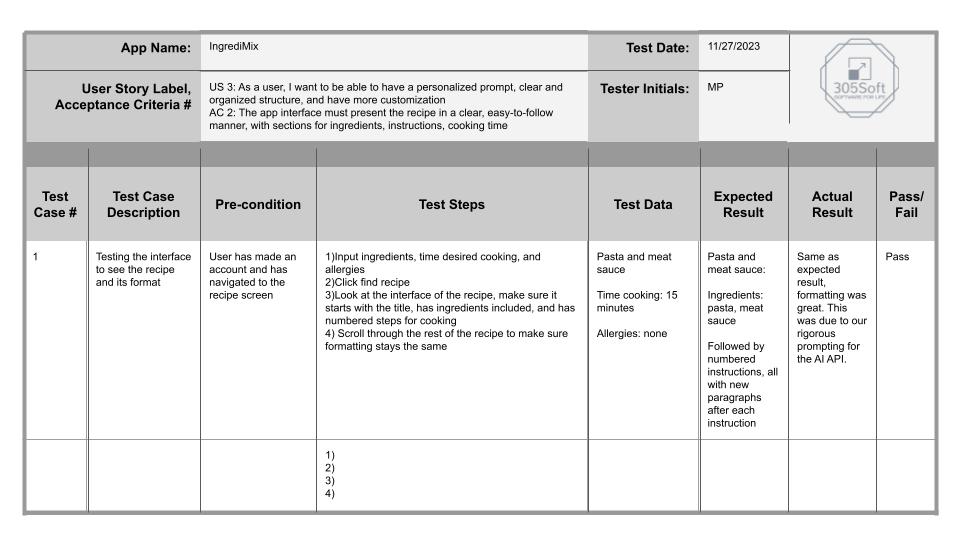 App Name:
IngrediMix
Test Date:
11/27/2023
305Soft
SOFTWARE FOR LIFE
User Story Label,
Acceptance Criteria #
US 3: As a user, I want to be able to have a personalized prompt, clear and
organized structure, and have more customization
AC 2: The app interface must present the recipe in a clear, easy-to-follow
manner, with sections for ingredients, instructions, cooking time
Tester Initials:
MP
Test
Case #
Test Case
Description
Pre-condition
Test Steps
Test Data
Expected
Result
Actual
Result
Pass/
Fail
1
Testing the interface
to see the recipe
and its format
User has made an
account and has
navigated to the
recipe screen
1)Input ingredients, time desired cooking, and
allergies
2)Click find recipe
3)Look at the interface of the recipe, make sure it
starts with the title, has ingredients included, and has
numbered steps for cooking
4) Scroll through the rest of the recipe to make sure
formatting stays the same
Pasta and meat
sauce
Time cooking: 15
minutes
Allergies: none
Pasta and
meat sauce:
Ingredients:
pasta, meat
sauce
Followed by
numbered
instructions, all
with new
paragraphs
after each
instruction
Same as
expected
result,
formatting was
great. This
was due to our
rigorous
prompting for
the AI API.
Pass
1)
2)
3)
4)